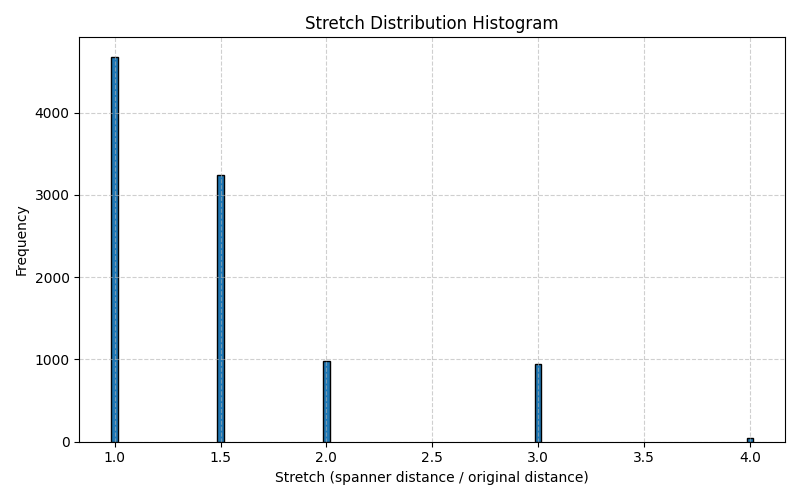 Stretch Distribution Histogram
Frequency
4000
3000
2000
1000
0
1.0 1.5 2.0 2.5 3.0 3.5 4.0
Stretch (spanner distance / original distance)